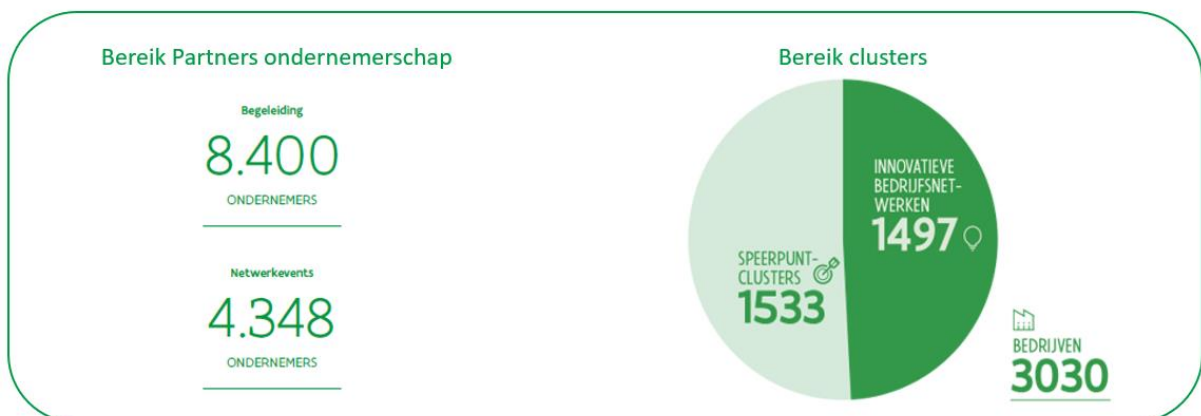 Bereik Partners ondernemerschap
Begeleiding
8.400
ONDERNEMERS
Netwerkevents
4.348
ONDERNEMERS
Bereik clusters
INNOVATIEVE
BEDRIJFSNET-
WERKEN
1497
SPEERPUNT-
CLUSTERS
1533
BEDRIJVEN
3030